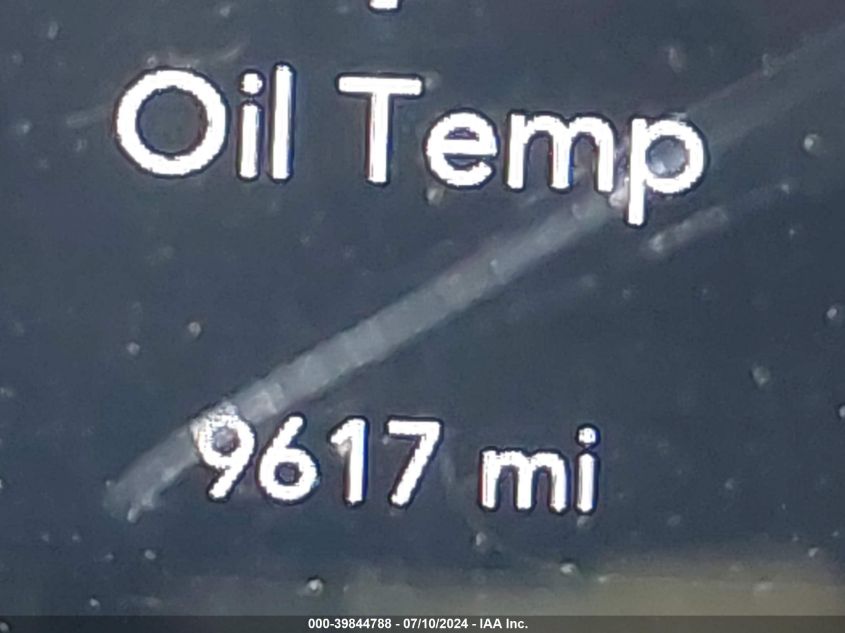 Oil Temp
9617 mi
000-39844788 - 07/10/2024 - IAA Inc.